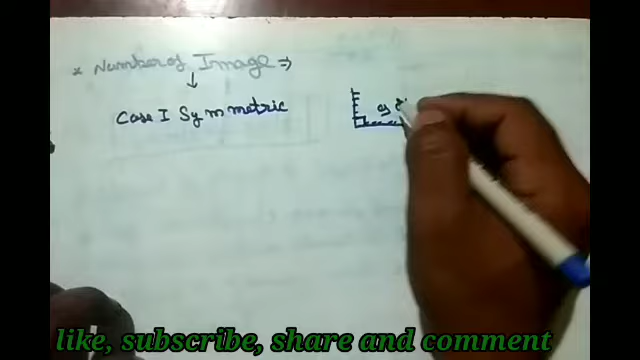 * Number of Image ⇒
↓
Case I Symmetric
like, subscribe, share and comment